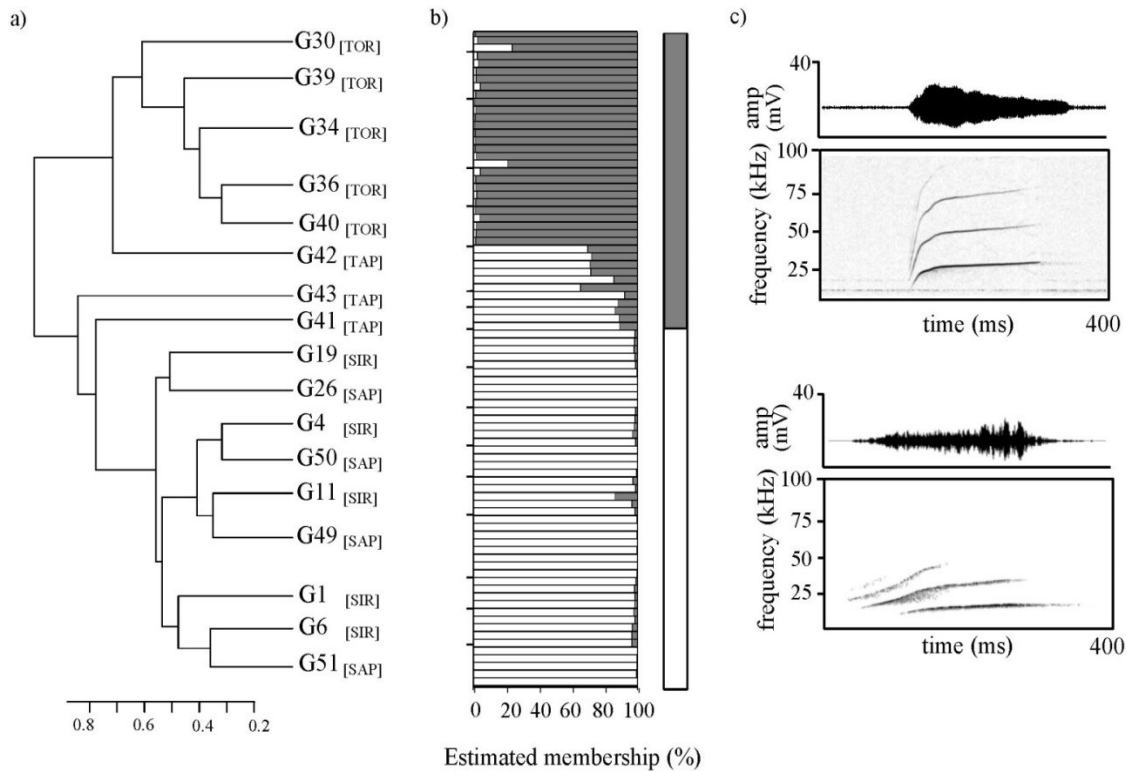 a)
G30 [TOR]
G39 [TOR]
G34 [TOR]
G36 [TOR]
G40 [TOR]
G42 [TAP]
G43 [TAP]
G41 [TAP]
G19 [SIR]
G26 [SAP]
G4 [SIR]
G50 [SAP]
G11 [SIR]
G49 [SAP]
G1 [SIR]
G6 [SIR]
G51 [SAP]
0.8 0.6 0.4 0.2
b)
0 20 40 60 80 100
Estimated membership (%)
c)
40
amp
(mV)
100
75
50
25
frequency (kHz)
time (ms) 400
40
amp
(mV)
100
75
50
25
frequency (kHz)
time (ms) 400